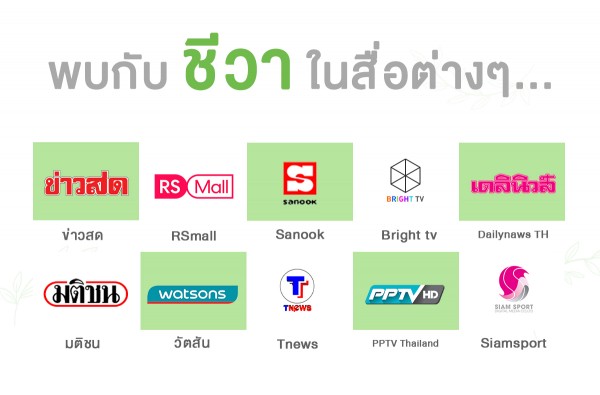 พบกับ ชีวา ในสื่อต่างๆ...
ข่าวสด
RS Mall
S
SANOOK
BRIGHT TV
เดลินิวส์
ข่าวสด
RSmall
Sanook
Bright tv
Dailynaws TH
มติชน
watsons
T
TNEWS
PPTV HD
SIAM SPORT
มติชน
วัตสัน
Tnews
PPTV Thailand
Siamsport